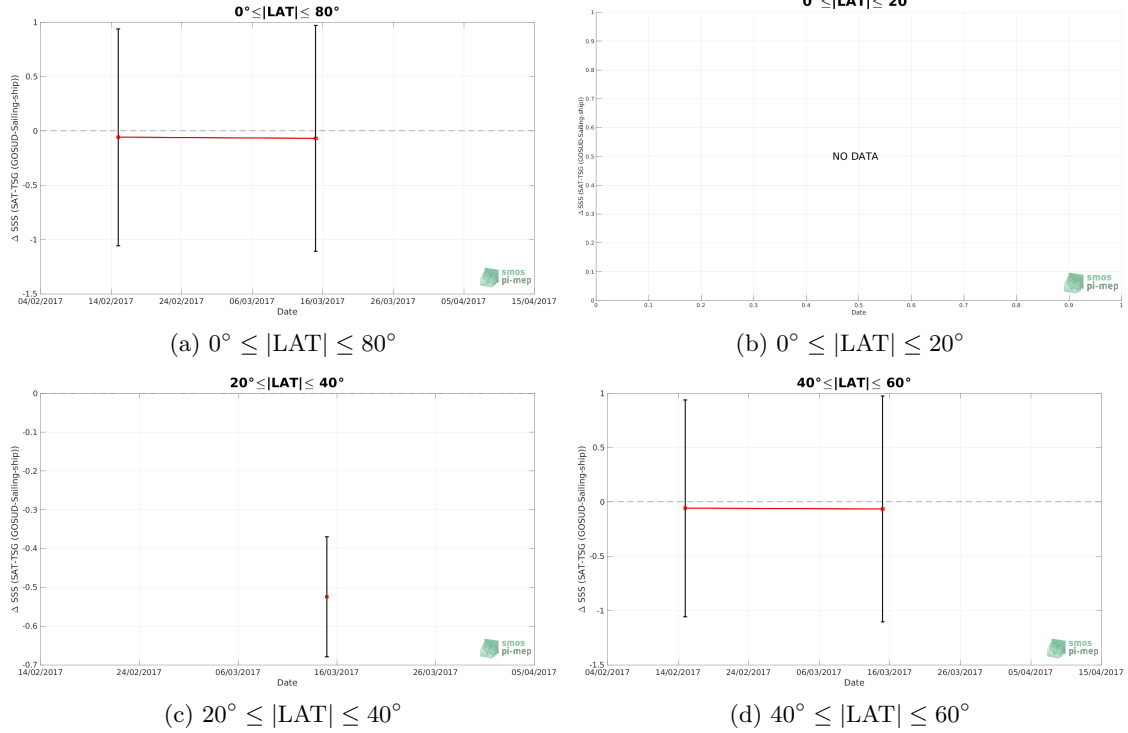 0°≤|LAT|≤ 80°
Δ SSS (SAT-TSG (GOSUD-Sailing-ship))
1
0.5
0
-0.5
-1
-1.5
04/02/2017 14/02/2017 24/02/2017 06/03/2017 16/03/2017 26/03/2017 05/04/2017 15/04/2017
Date
smos
pi-mep
(a) 0° ≤ |LAT| ≤ 80°
0°≤|LAT|≤ 20°
Δ SSS (SAT-TSG (GOSUD-Sailing-ship))
1
0.9
0.8
0.7
0.6
0.5
0.4
0.3
0.2
0.1
0
NO DATA
0 0.1 0.2 0.3 0.4 0.5 0.6 0.7 0.8 0.9 1
Date
smos
pi-mep
(b) 0° ≤ |LAT| ≤ 20°
20°≤|LAT|≤ 40°
Δ SSS (SAT-TSG (GOSUD-Sailing-ship))
0
-0.1
-0.2
-0.3
-0.4
-0.5
-0.6
-0.7
14/02/2017 24/02/2017 06/03/2017 16/03/2017 26/03/2017 05/04/2017
Date
smos
pi-mep
(c) 20° ≤ |LAT| ≤ 40°
40°≤|LAT|≤ 60°
Δ SSS (SAT-TSG (GOSUD-Sailing-ship))
1
0.5
0
-0.5
-1
-1.5
04/02/2017 14/02/2017 24/02/2017 06/03/2017 16/03/2017 26/03/2017 05/04/2017 15/04/2017
Date
smos
pi-mep
(d) 40° ≤ |LAT| ≤ 60°